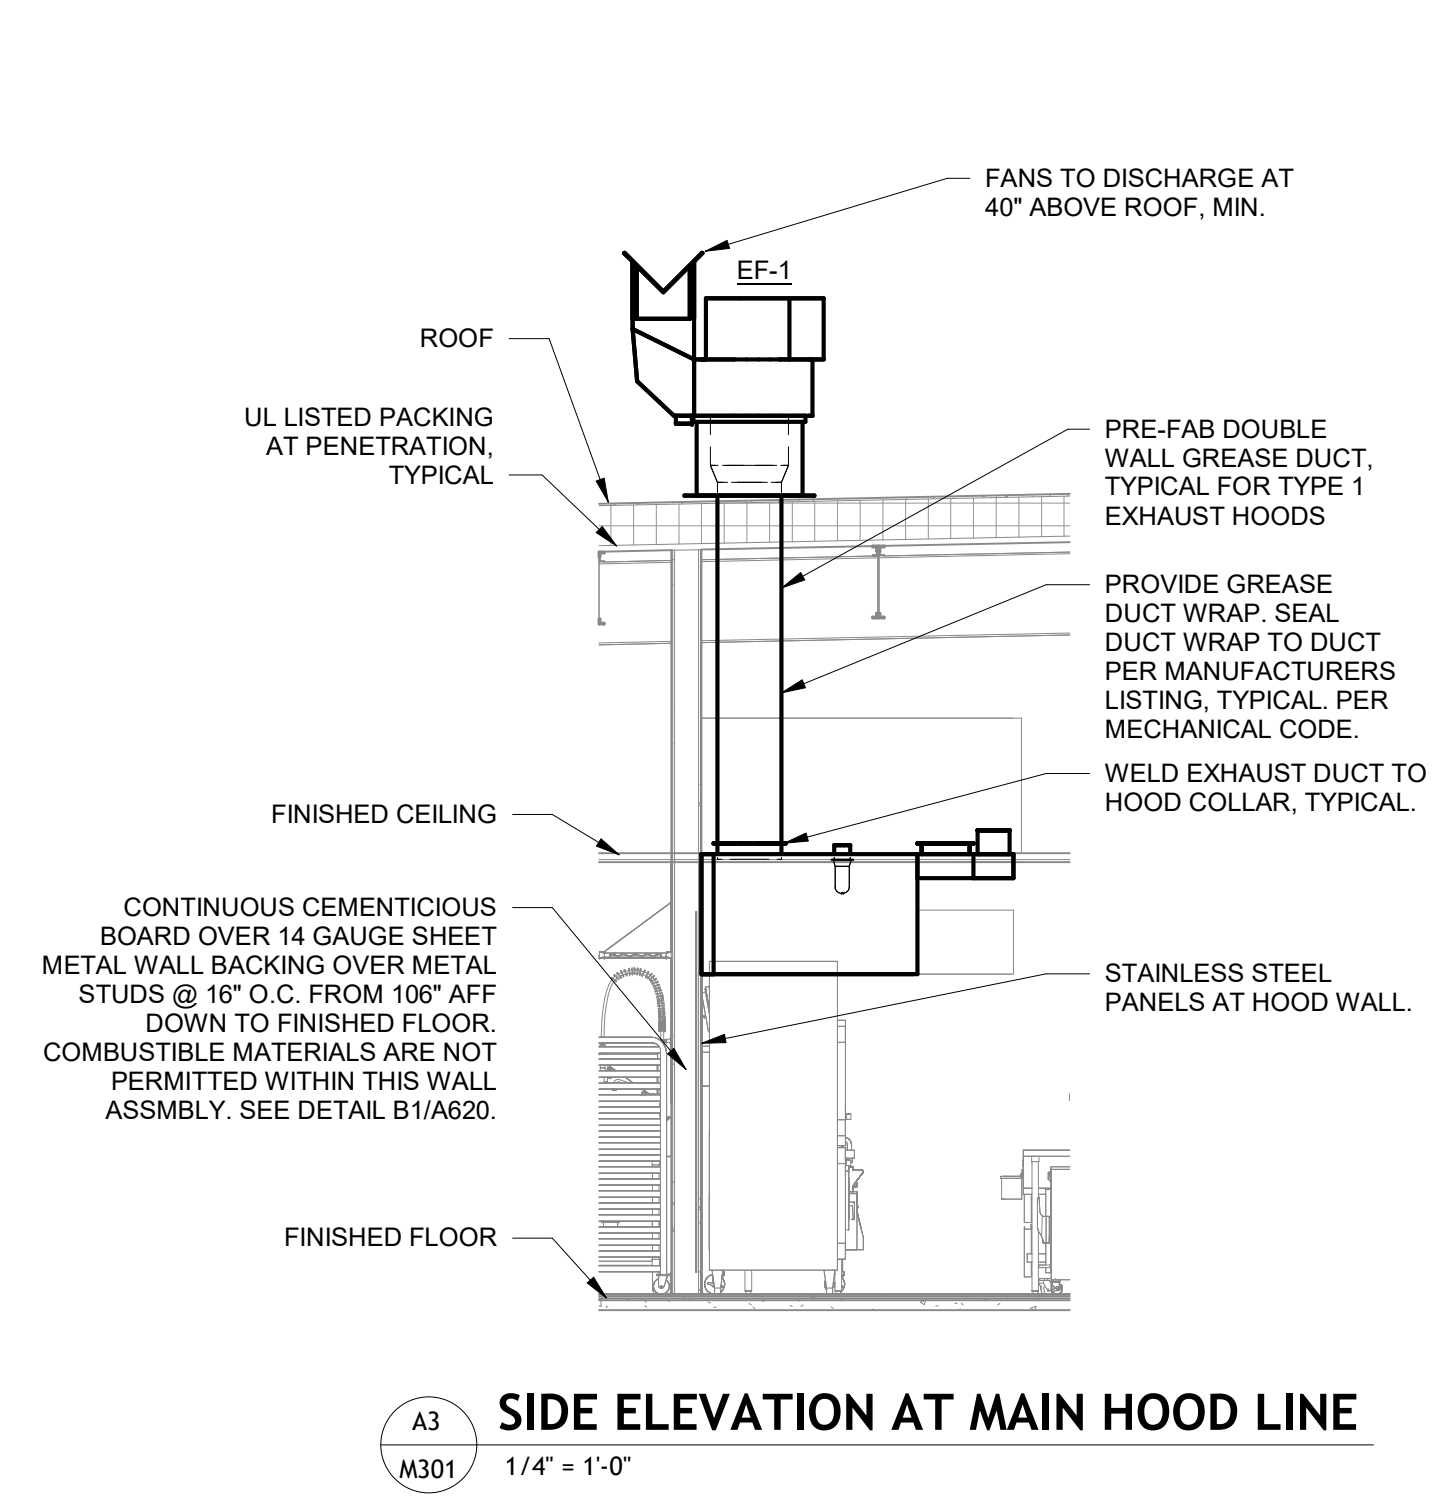 FANS TO DISCHARGE AT
40" ABOVE ROOF, MIN.
EF-1
ROOF
UL LISTED PACKING
AT PENETRATION,
TYPICAL
PRE-FAB DOUBLE
WALL GREASE DUCT,
TYPICAL FOR TYPE 1
EXHAUST HOODS
PROVIDE GREASE
DUCT WRAP. SEAL
DUCT WRAP TO DUCT
PER MANUFACTURERS
LISTING, TYPICAL. PER
MECHANICAL CODE.
WELD EXHAUST DUCT TO
HOOD COLLAR, TYPICAL.
FINISHED CEILING
CONTINUOUS CEMENTICIOUS
BOARD OVER 14 GAUGE SHEET
METAL WALL BACKING OVER METAL
STUDS @ 16" O.C. FROM 106" AFF
DOWN TO FINISHED FLOOR.
COMBUSTIBLE MATERIALS ARE NOT
PERMITTED WITHIN THIS WALL
ASSMBLY. SEE DETAIL B1/A620.
STAINLESS STEEL
PANELS AT HOOD WALL.
FINISHED FLOOR
A3
M301
SIDE ELEVATION AT MAIN HOOD LINE
1/4" = 1'-0"